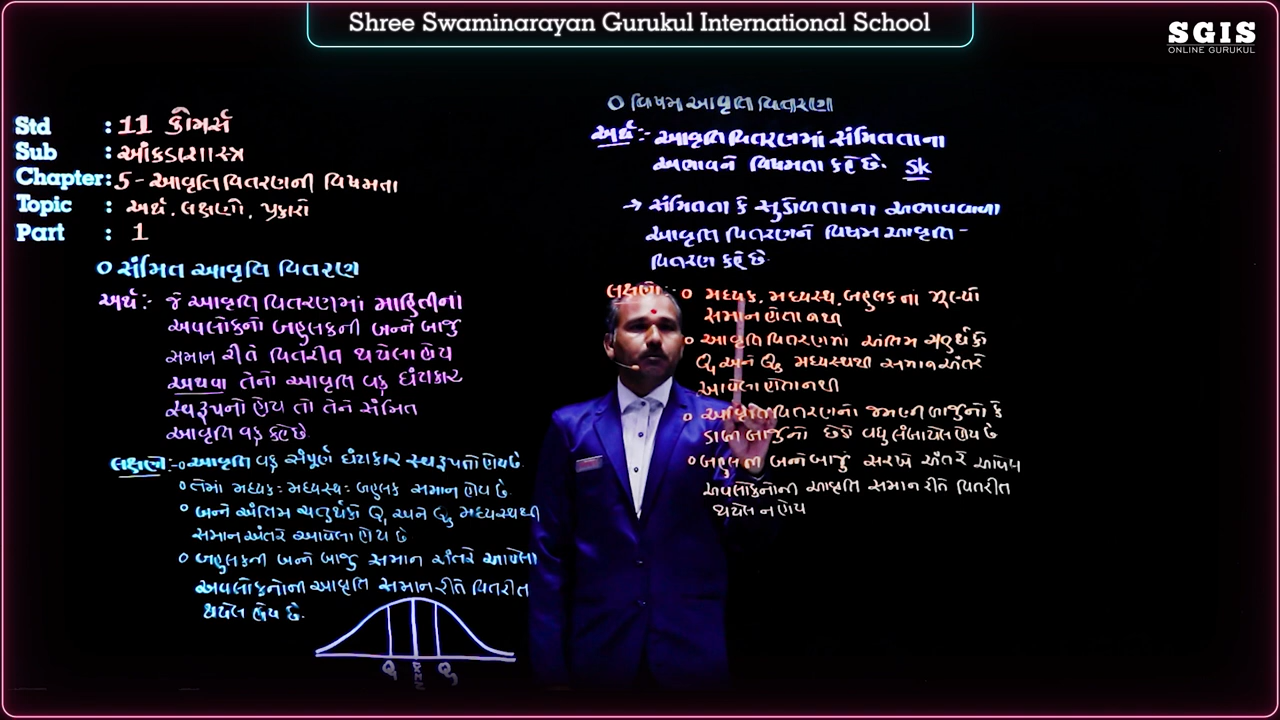 Shree Swaminarayan Gurukul International School
SGIS
ONLINE GURUKUL
Std : 11 કોમર્સ
Sub : આંકડાશાસ્ત્ર
Chapter: 5 - આવૃતિ વિતરણની વિષમતા
Topic : અર્થ, લક્ષણો, પ્રકારો
Part : 1
○ સંમિત આવૃતિ વિતરણ
અર્થ:- જે આવૃતિ વિતરણમાં માહિતીનાં
અવલોકનો બહુલકની બન્ને બાજુ
સમાન રીતે વિતરીત થયેલા હોય
અથવા તેનો આવૃતિ વક્ર ઘંટાકાર
સ્વરૂપનો હોય તો તેને સંમિત
આવૃતિ વક્ર કહે છે.
લક્ષણો:- ○ આવૃતિ વક્ર સંપૂર્ણ ઘંટાકાર સ્વરૂપનો હોય છે.
○ તેમાં મધ્યક = મધ્યસ્થ = બહુલક સમાન હોય છે.
○ બન્ને અંતિમ ચતુર્થકો Q₁ અને Q₃ મધ્યસ્થથી
સમાન અંતરે આવેલા હોય છે
○ બહુલકની બન્ને બાજુ સમાન અંતરે આવેલા
અવલોકનોની આવૃતિ સમાન રીતે વિતરીત
થયેલ હોય છે.
Q₁ Q₃
○ વિષમ આવૃતિ વિતરણ
અર્થ:- આવૃતિ વિતરણમાં સંમિતતાના
અભાવને વિષમતા કહે છે. Sk
→ સંમિતતા કે સુડોળતાના અભાવવાળા
આવૃતિ વિતરણને વિષમ આવૃતિ -
વિતરણ કહે છે.
લક્ષણો: ○ મધ્યક, મધ્યસ્થ, બહુલકનાં મૂલ્યો
સમાન હોતા નથી
○ આવૃતિ વિતરણમાં અંતિમ ચતુર્થકો
Q₁ અને Q₃ મધ્યસ્થથી સમાન અંતરે
આવેલા હોતા નથી
○ આવૃતિ વિતરણનો જમણી બાજુનો કે
ડાબી બાજુનો છેડો વધુ લંબાયેલ હોય છે
○ બહુલકની બન્ને બાજુ સરખે અંતરે આવેલ
અવલોકનોની આવૃતિ સમાન રીતે વિતરીત
થયેલ ન હોય